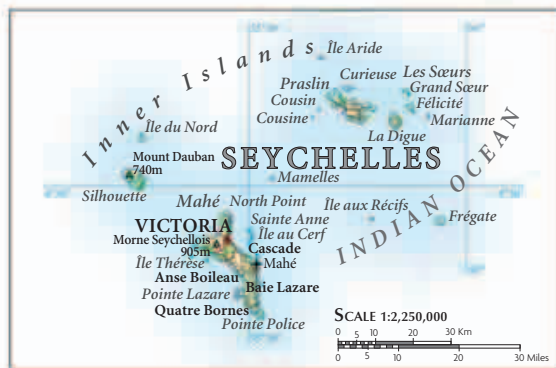 Inner Islands
Île Aride
Curieuse
Les Sœurs
Praslin
Grand Sœur
Cousin
Félicité
Cousine
Marianne
La Digue
Île du Nord
Mount Dauban
740m
SEYCHELLES
Mamelles
Silhouette
INDIAN OCEAN
Mahé
North Point
Île aux Récifs
Frégate
VICTORIA
Sainte Anne
Île au Cerf
Morne Seychellois
905m
Cascade
Île Thérèse
Mahé
Anse Boileau
Baie Lazare
Pointe Lazare
Quatre Bornes
Pointe Police
SCALE 1:2,250,000
0 5 10 20 30 Km
0 5 10 20 30 Miles